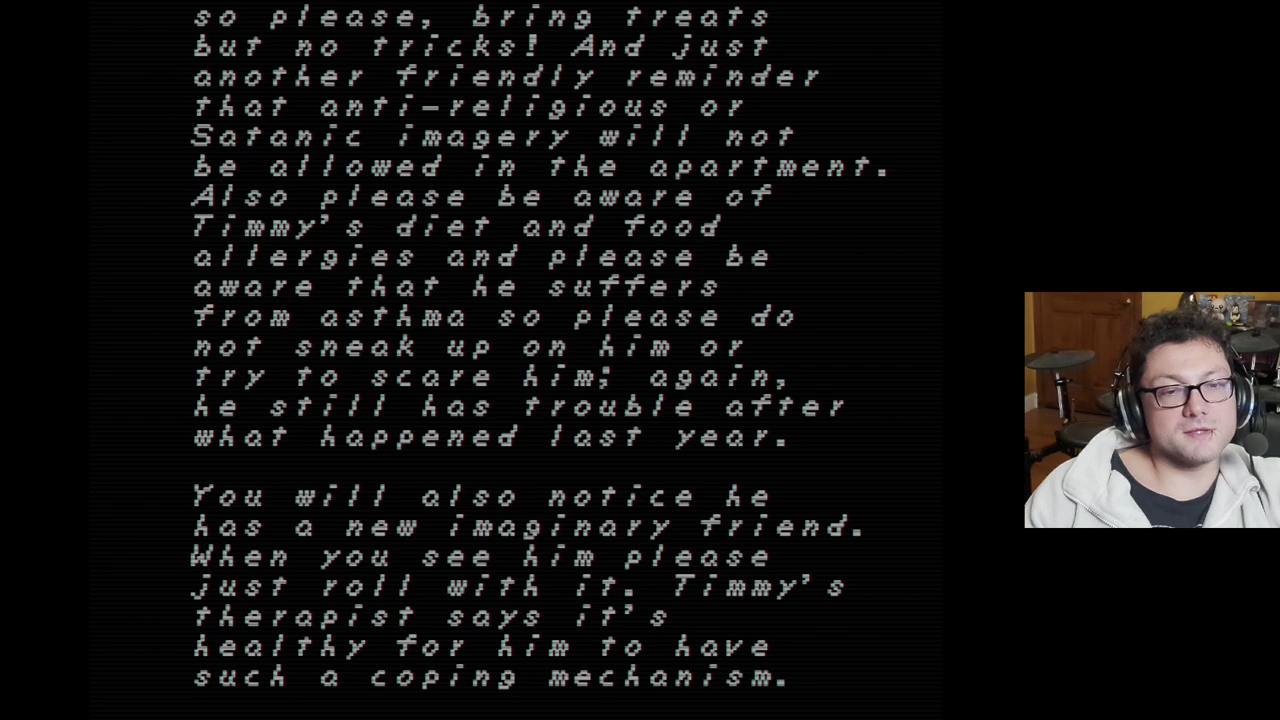 so please, bring treats
but no tricks! And just
another friendly reminder
that anti-religious or
Satanic imagery will not
be allowed in the apartment.
Also please be aware of
Timmy's diet and food
allergies and please be
aware that he suffers
from asthma so please do
not sneak up on him or
try to scare him; again,
he still has trouble after
what happened last year.
You will also notice he
has a new imaginary friend.
When you see him please
just roll with it. Timmy's
therapist says it's
healthy for him to have
such a coping mechanism.